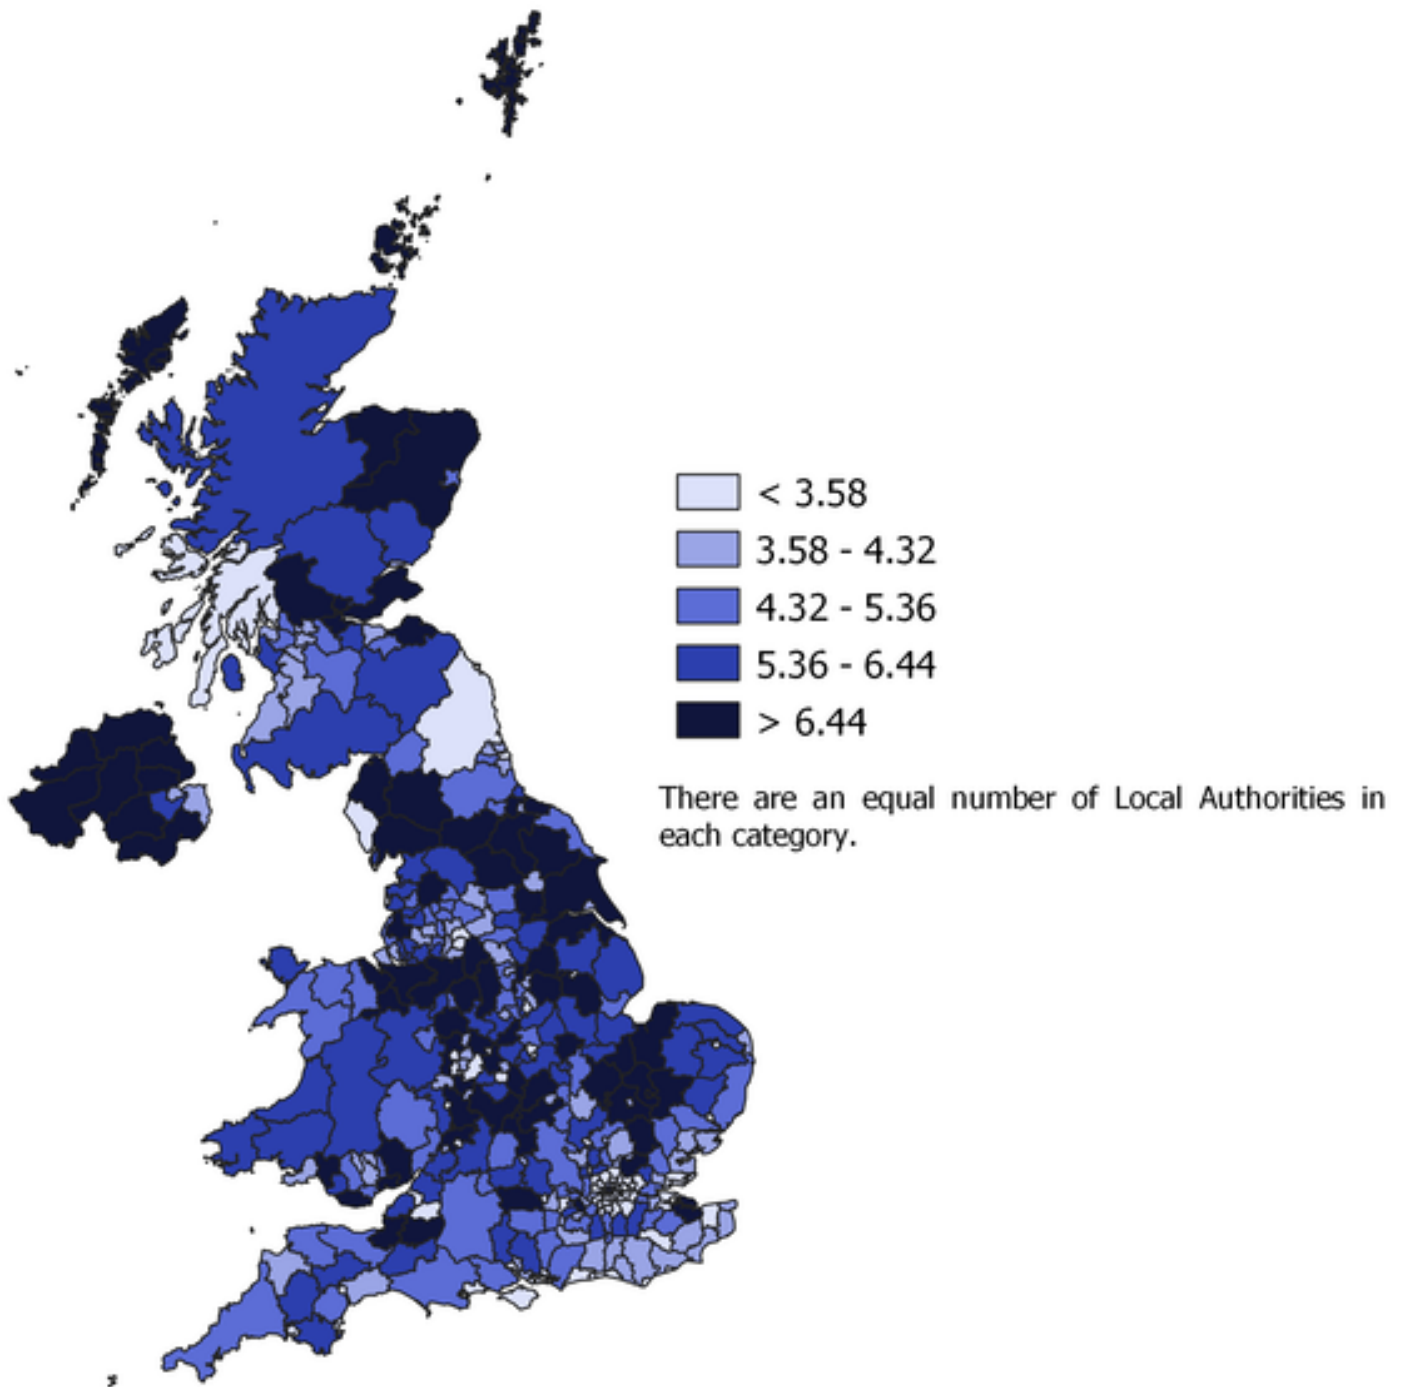 < 3.58
3.58 - 4.32
4.32 - 5.36
5.36 - 6.44
> 6.44
There are an equal number of Local Authorities in
each category.